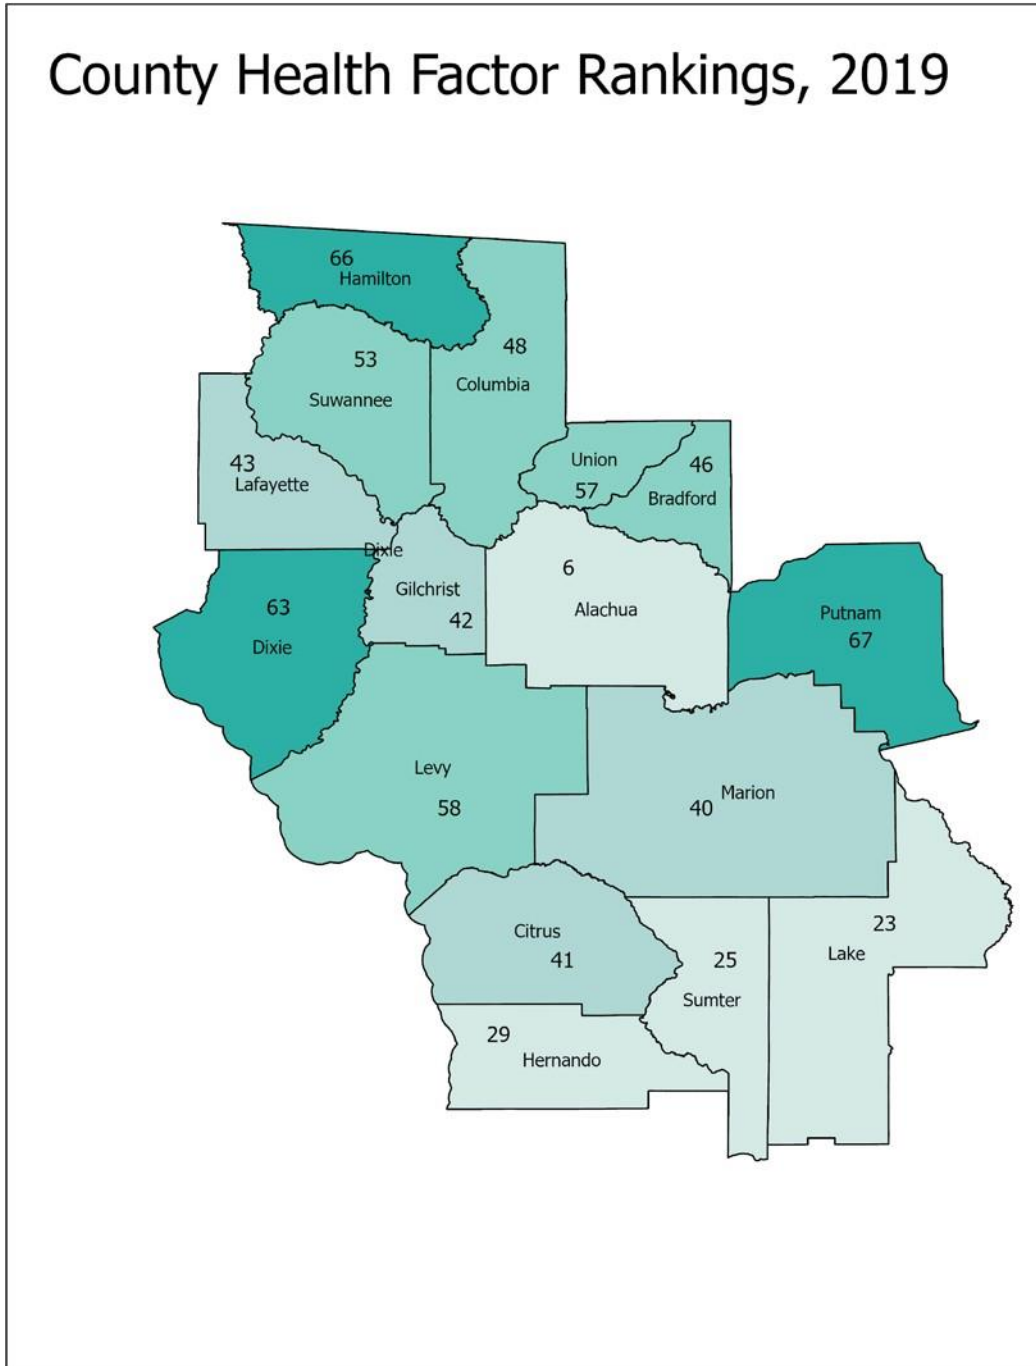 County Health Factor Rankings, 2019
66
Hamilton
48
53
Columbia
Suwannee
43
Lafayette
Union
57
46
Bradford
Dixie
Gilchrist
42
6
Alachua
63
Dixie
Putnam
67
Levy
58
Marion
40
Citrus
41
25
Sumter
23
Lake
29
Hernando